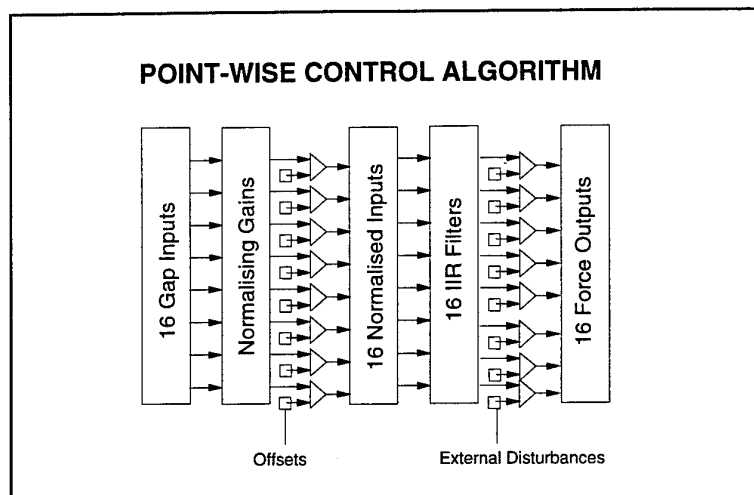 POINT-WISE CONTROL ALGORITHM
16 Gap Inputs
Normalising Gains
16 Normalised Inputs
16 IIR Filters
16 Force Outputs
Offsets
External Disturbances